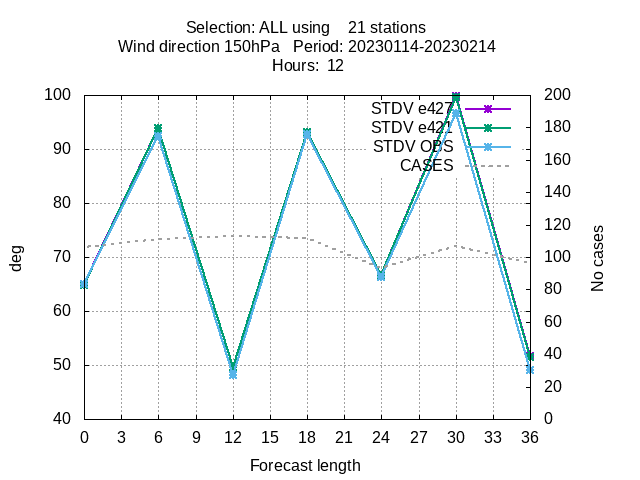 Selection: ALL using 21 stations
Wind direction 150hPa Period: 20230114-20230214
Hours: 12
STDV e427
STDV e421
STDV OBS
CASES
deg
100
90
80
70
60
50
40
200
180
160
140
120
100
80
60
40
20
0
No cases
0 3 6 9 12 15 18 21 24 27 30 33 36
Forecast length